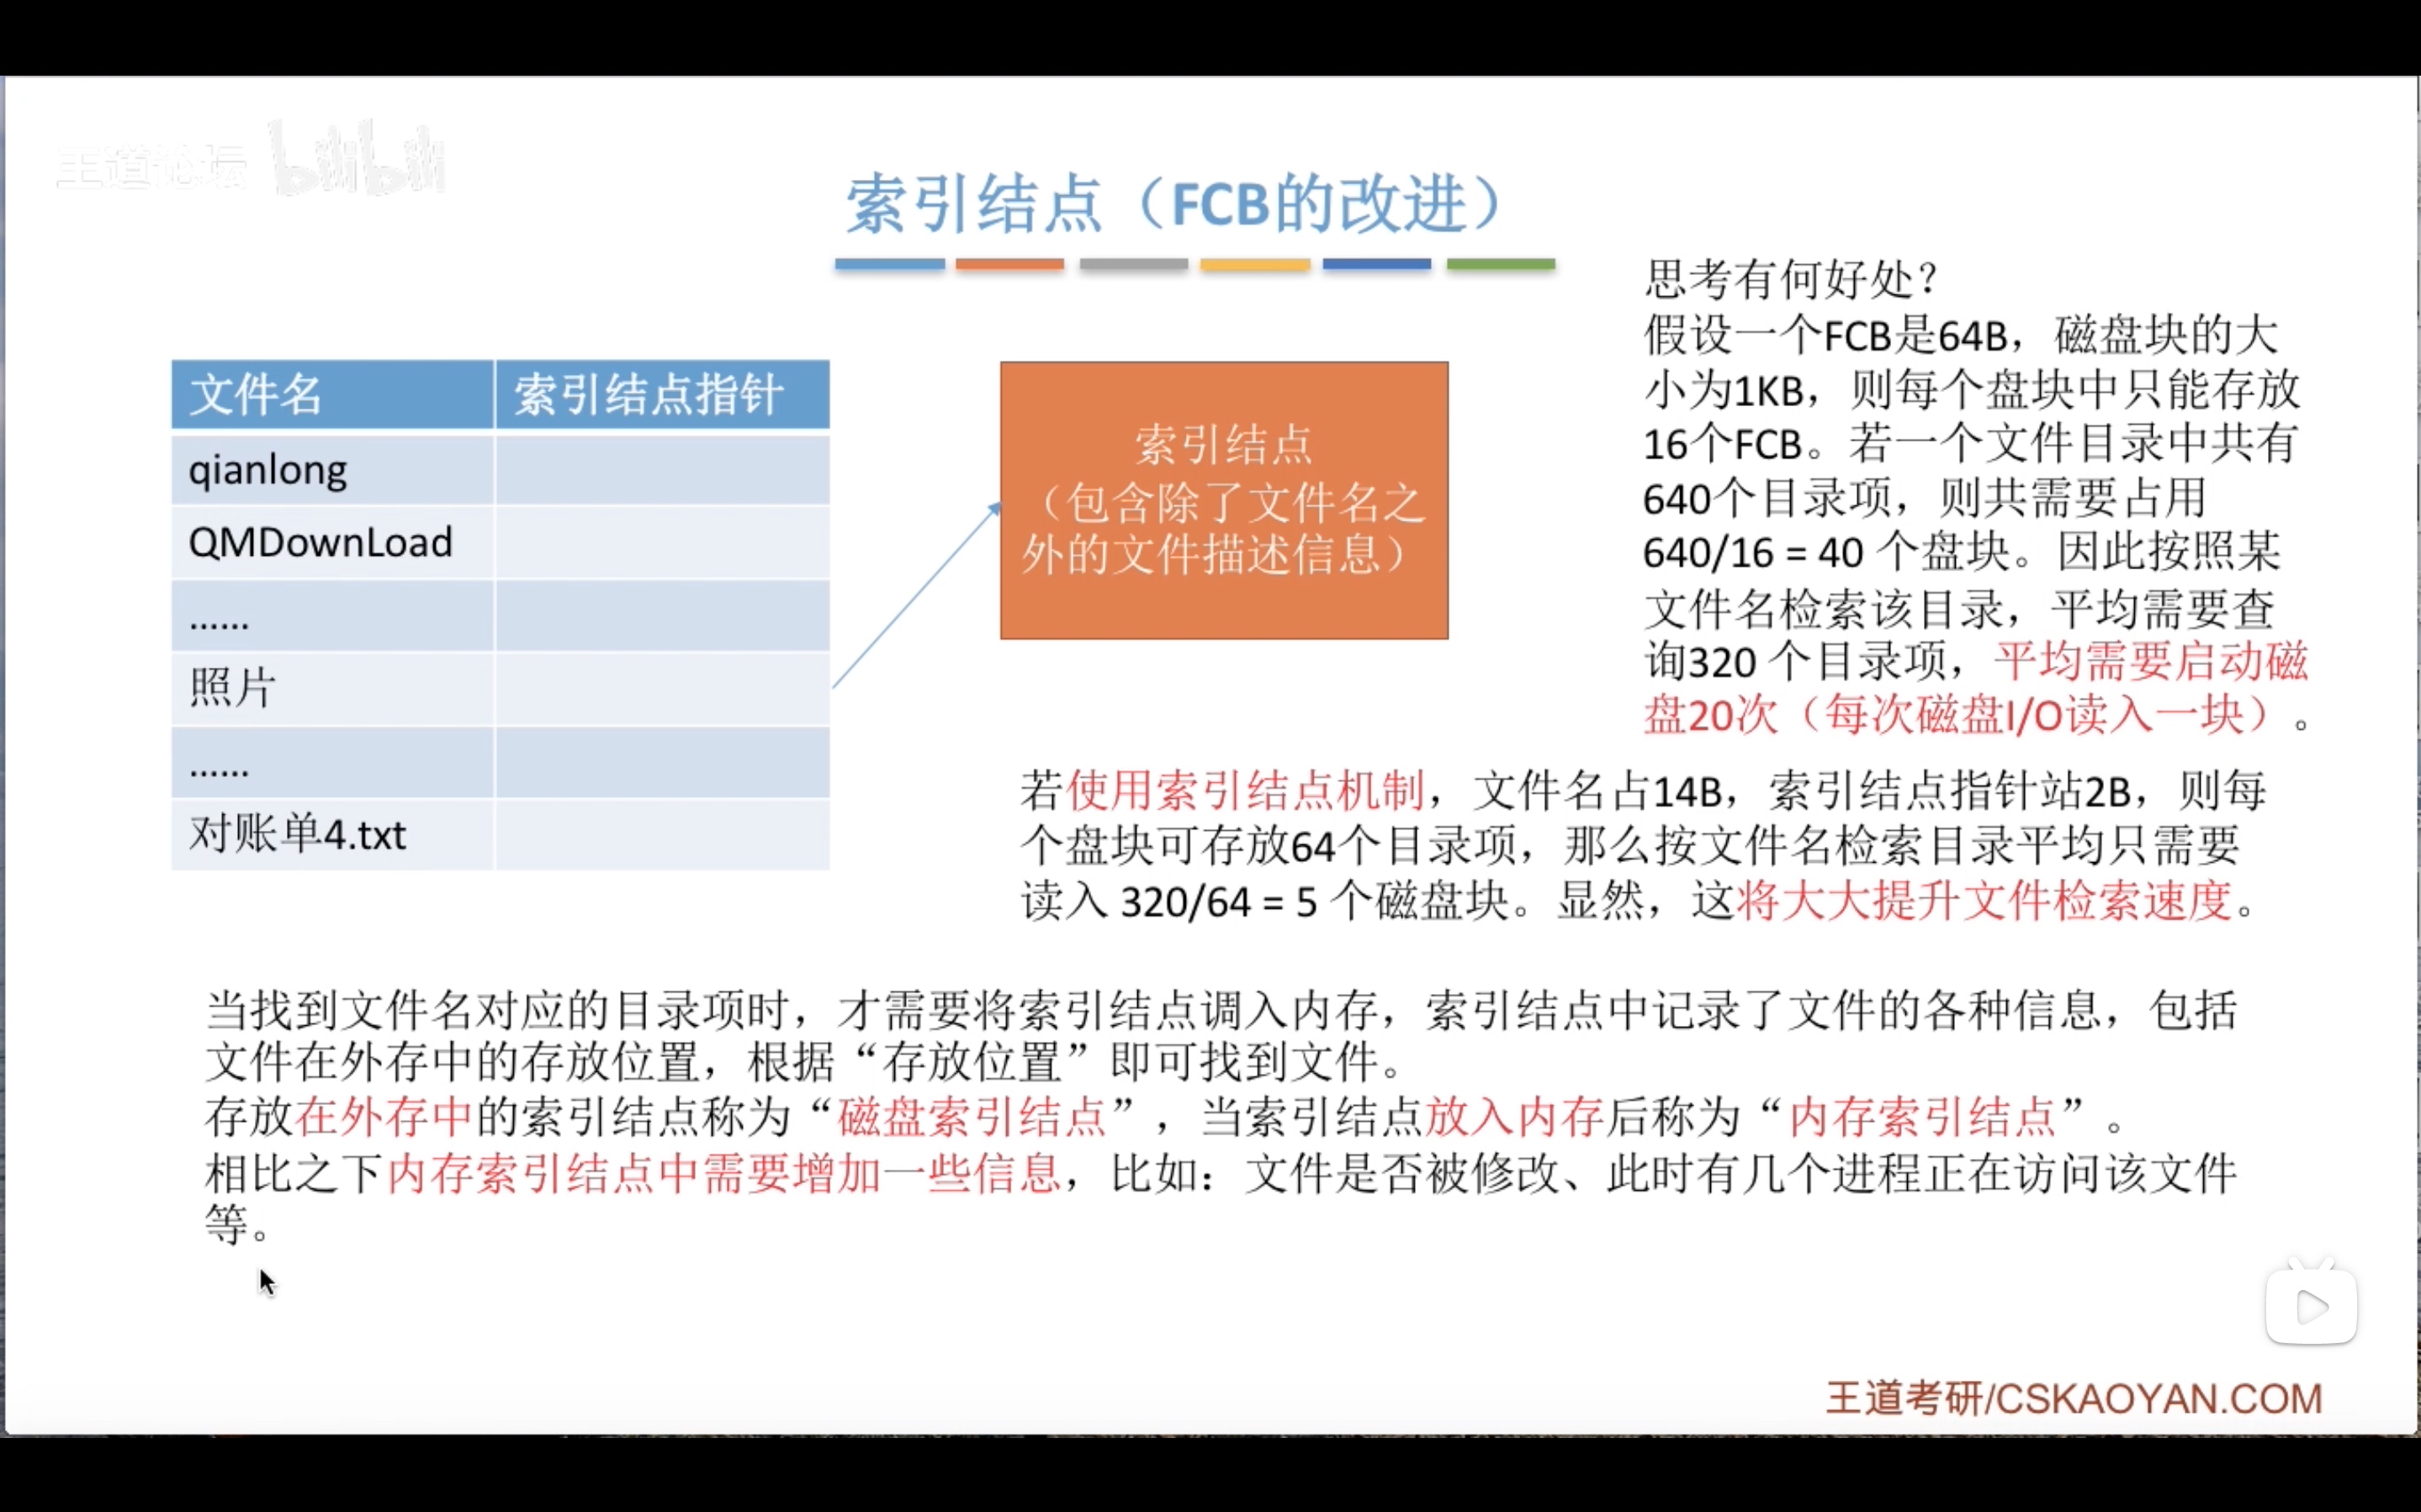 王道论坛 bilibili
索引结点（FCB的改进）
文件名 索引结点指针
qianlong
QMDownLoad
......
照片
......
对账单4.txt
索引结点
（包含除了文件名之
外的文件描述信息）
思考有何好处？
假设一个FCB是64B，磁盘块的大
小为1KB，则每个盘块中只能存放
16个FCB。若一个文件目录中共有
640个目录项，则共需要占用
640/16 = 40 个盘块。因此按照某
文件名检索该目录，平均需要查
询320 个目录项，平均需要启动磁
盘20次（每次磁盘I/O读入一块）。
若使用索引结点机制，文件名占14B，索引结点指针站2B，则每
个盘块可存放64个目录项，那么按文件名检索目录平均只需要
读入 320/64 = 5 个磁盘块。显然，这将大大提升文件检索速度。
当找到文件名对应的目录项时，才需要将索引结点调入内存，索引结点中记录了文件的各种信息，包括
文件在外存中的存放位置，根据“存放位置”即可找到文件。
存放在外存中的索引结点称为“磁盘索引结点”，当索引结点放入内存后称为“内存索引结点”。
相比之下内存索引结点中需要增加一些信息，比如：文件是否被修改、此时有几个进程正在访问该文件
等。
王道考研/CSKAOYAN.COM